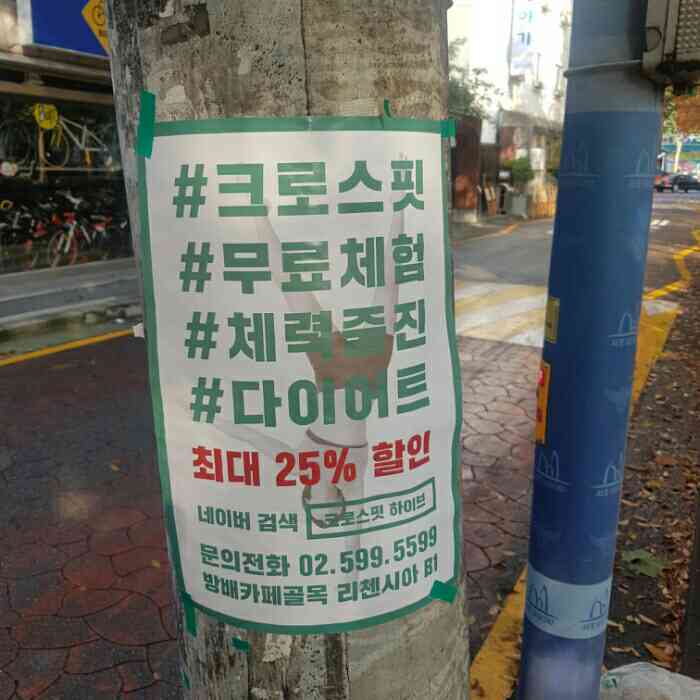 #크로스핏
#무료체험
#체력증진
#다이어트
최대 25% 할인
네이버 검색 크로스핏 하이브
문의전화 02.599.5599
방배카페골목 리첸시아 B1